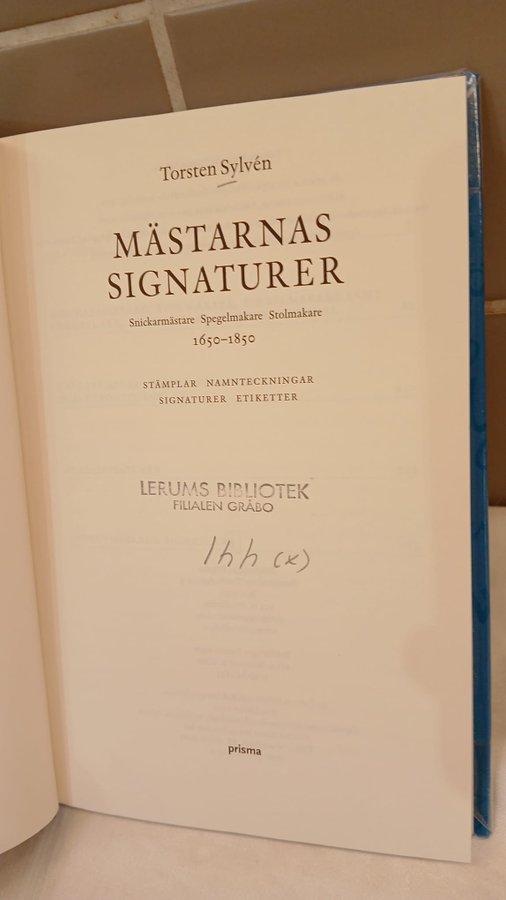 Torsten Sylvén
MÄSTARNAS
SIGNATURER
Snickarmästare Spegelmakare Stolmakare
1650–1850
STÄMPLAR NAMNTECKNINGAR
SIGNATURER ETIKETTER
LERUMS BIBLIOTEK
FILIALEN GRÅBO
Ihh (x)
prisma